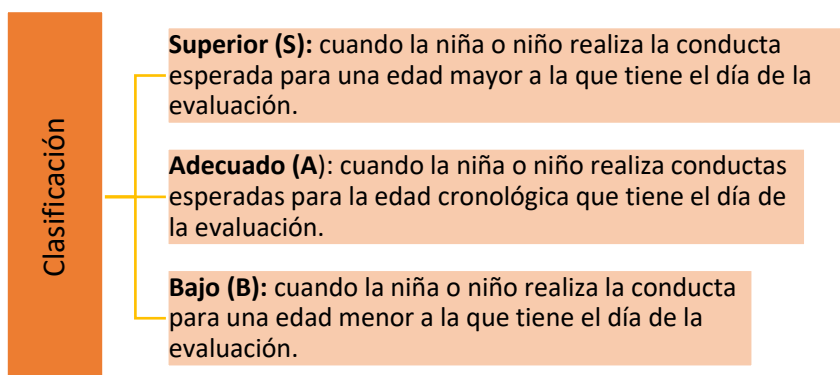 Clasificación
Superior (S): cuando la niña o niño realiza la conducta
esperada para una edad mayor a la que tiene el día de la
evaluación.
Adecuado (A): cuando la niña o niño realiza conductas
esperadas para la edad cronológica que tiene el día de
la evaluación.
Bajo (B): cuando la niña o niño realiza la conducta
para una edad menor a la que tiene el día de la
evaluación.